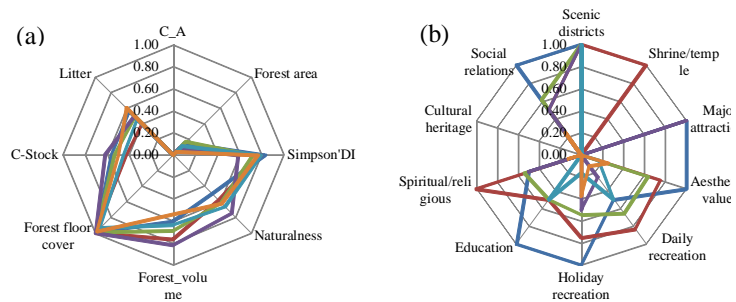 (a)
C_A
1.00
0.80
0.60
0.40
0.20
0.00
Forest area
Simpson'DI
Naturalness
Forest_volu
me
Forest floor
cover
C-Stock
Litter
(b)
Scenic
districts
1.00
0.80
0.60
0.40
0.20
0.00
Shrine/temp
le
Major
attracti
Aesthe
value
Daily
recreation
Holiday
recreation
Education
Spiritual/reli
gious
Cultural
heritage
Social
relations